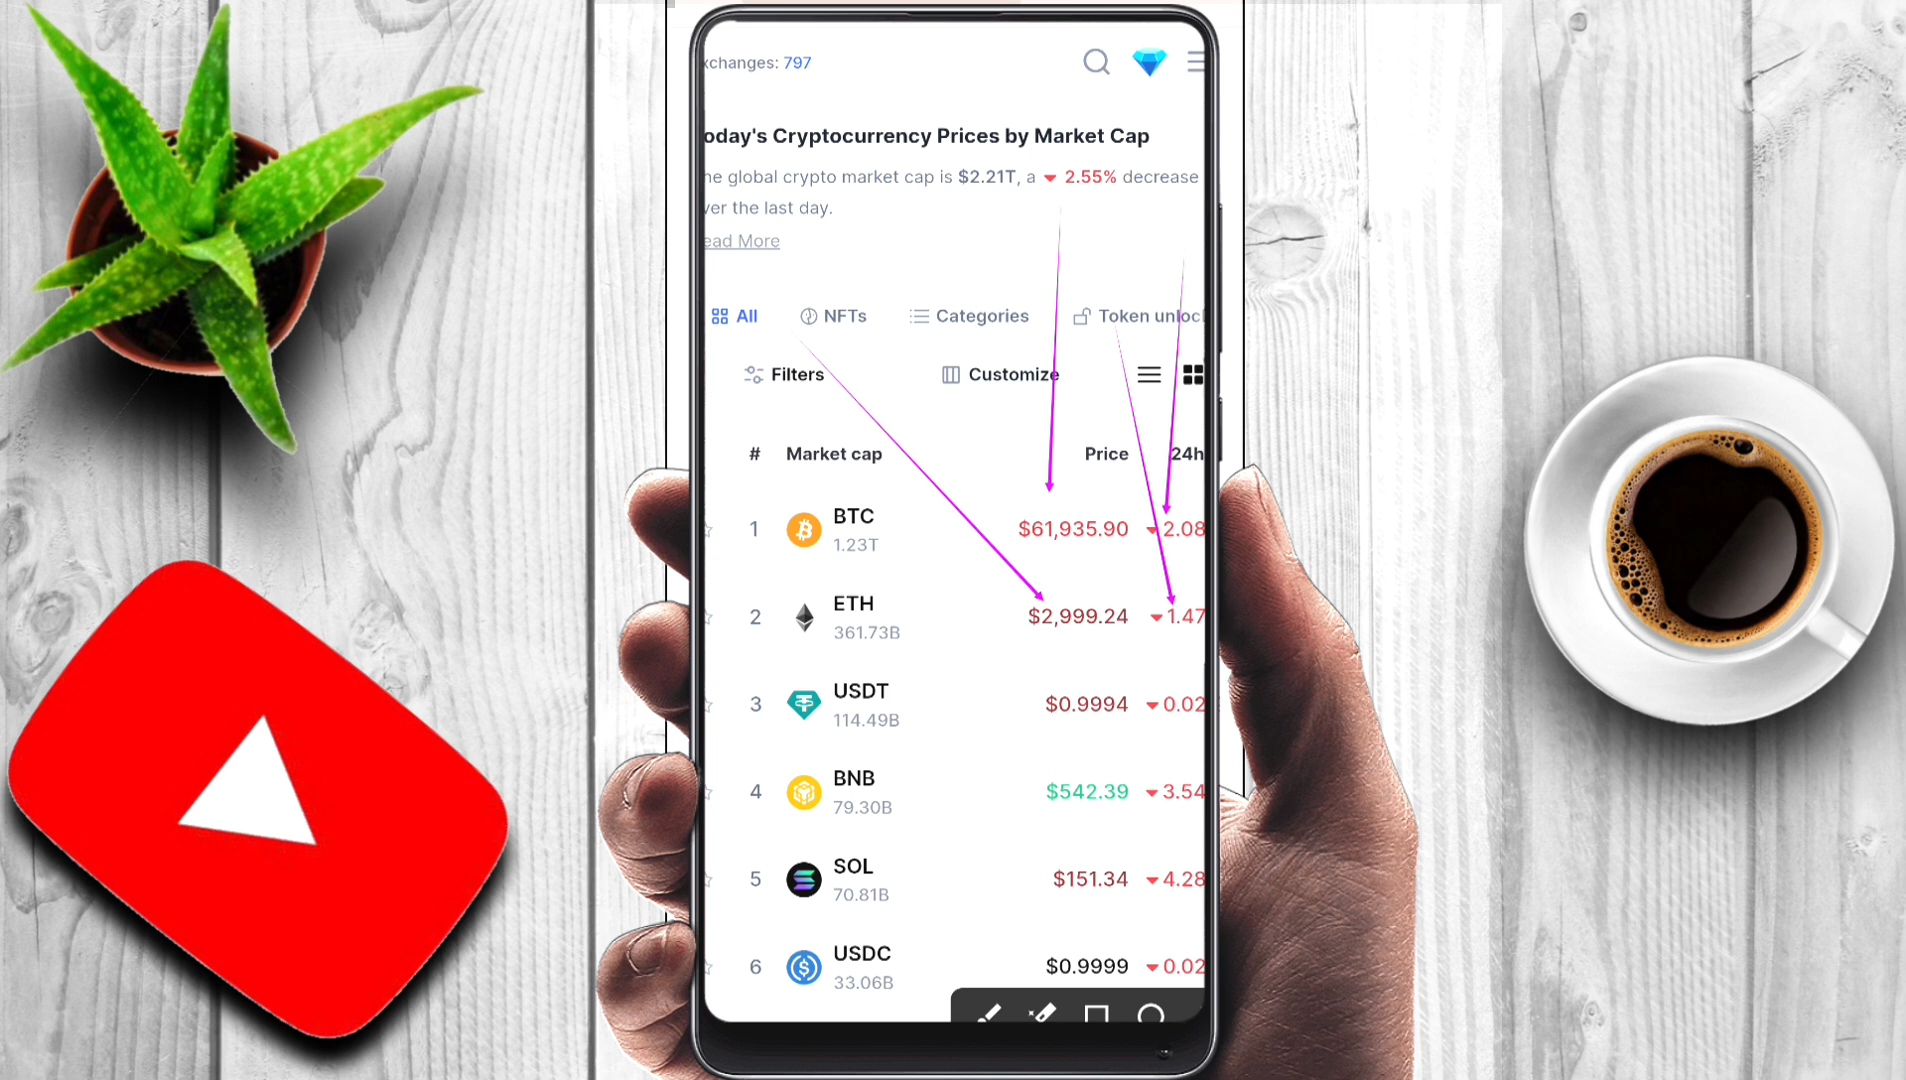 xchanges: 797
oday's Cryptocurrency Prices by Market Cap
he global crypto market cap is $2.21T, a 2.55% decrease
ver the last day.
ead More
All NFTs Categories Token unloc
Filters Customize
# Market cap Price 24h
1 BTC $61,935.90 2.08
1.23T
2 ETH $2,999.24 1.47
361.73B
3 USDT $0.9994 0.02
114.49B
4 BNB $542.39 3.54
79.30B
5 SOL $151.34 4.28
70.81B
6 USDC $0.9999 0.02
33.06B